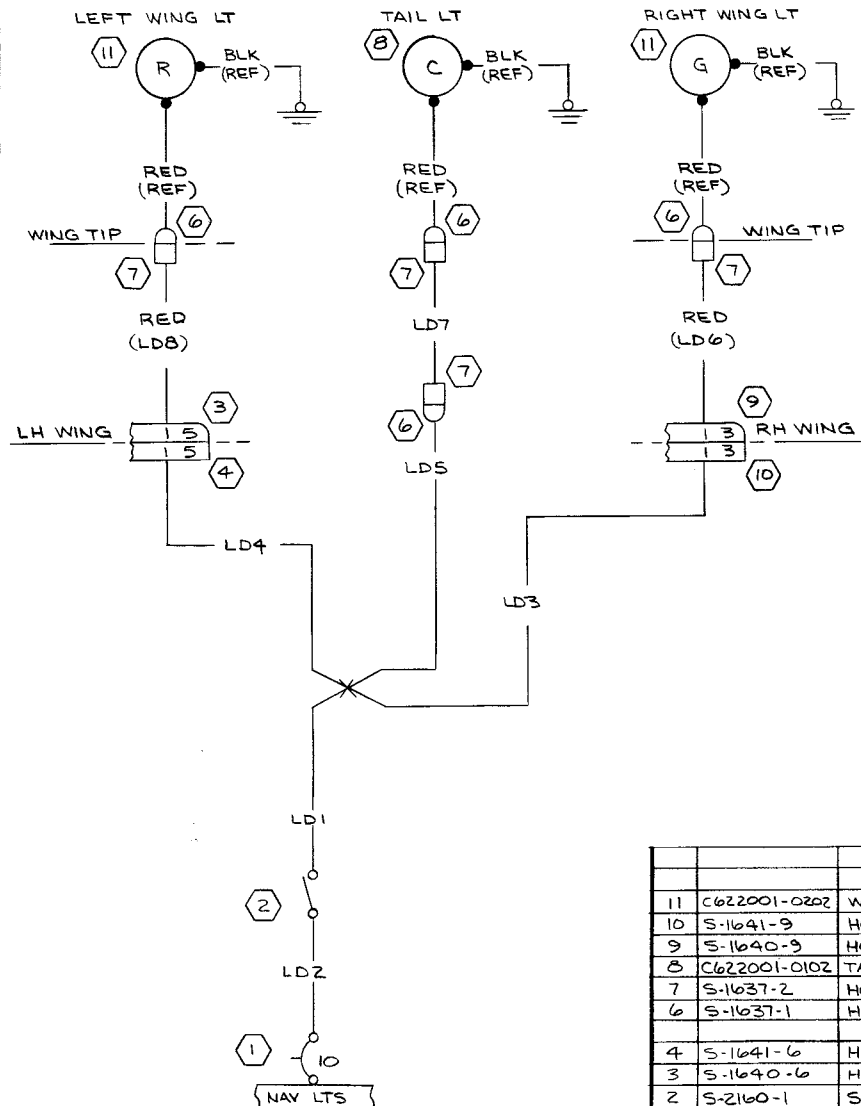 LEFT WING LT
TAIL LT
RIGHT WING LT
11
R
BLK
(REF)
8
C
BLK
(REF)
11
G
BLK
(REF)
RED
(REF)
RED
(REF)
RED
(REF)
WING TIP
6
7
6
7
6
WING TIP
7
RED
(LD8)
LD7
RED
(LD6)
7
6
LH WING
3
1 5
1 5
4
LD5
9
1 3
RH WING
1 3
10
LD4
LD3
LD1
2
LD2
1
10
NAV LTS
11 C622001-0202 W
10 S-1641-9 H
9 S-1640-9 H
8 C622001-0102 TA
7 S-1637-2 H
6 S-1637-1 H
4 S-1641-6 H
3 S-1640-6 H
2 S-2160-1 S